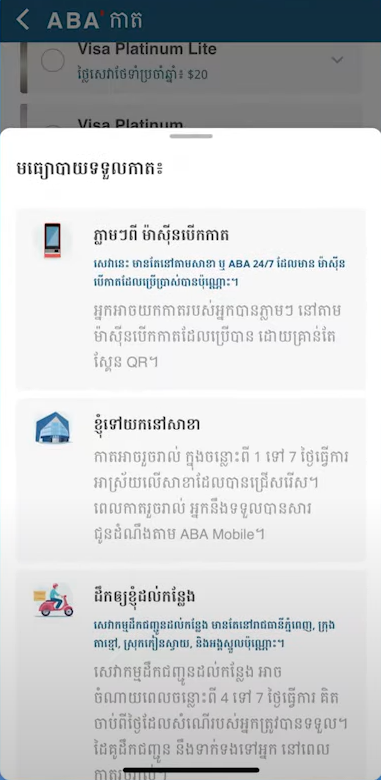 ABA' កាត
Visa Platinum Lite
ថ្លៃសេវាថែទាំប្រចាំឆ្នាំ៖ $20
Visa Platinum
មធ្យោបាយទទួលកាត៖
ភ្លាមៗពី ម៉ាស៊ីនបើកកាត
សេវានេះ មានតែនៅតាមសាខា ឬ ABA 24/7 ដែលមាន ម៉ាស៊ីន
បើកកាតដែលប្រើប្រាស់បានប៉ុណ្ណោះ។
អ្នកអាចយកកាតរបស់អ្នកបានភ្លាមៗ នៅតាម
ម៉ាស៊ីនបើកកាតដែលប្រើបាន ដោយគ្រាន់តែ
ស្កែន QR។
ខ្ញុំទៅយកនៅសាខា
កាតអាចរួចរាល់ ក្នុងចន្លោះពី 1 ទៅ 7 ថ្ងៃធ្វើការ
អាស្រ័យលើសាខាដែលបានជ្រើសរើស។
ពេលកាតរួចរាល់ អ្នកនឹងទទួលបានសារ
ជូនដំណឹងតាម ABA Mobile។
ដឹកឲ្យខ្ញុំដល់កន្លែង
សេវាកម្មដឹកជញ្ជូនដល់កន្លែង មានតែនៅរាជធានីភ្នំពេញ, ក្រុង
តាខ្មៅ, ស្រុកកៀនស្វាយ, និងអង្គស្នួលប៉ុណ្ណោះ។
សេវាកម្មដឹកជញ្ជូនដល់កន្លែង អាច
ចំណាយពេលចន្លោះពី 4 ទៅ 7 ថ្ងៃធ្វើការ គិត
ចាប់ពីថ្ងៃដែលសំណើរបស់អ្នកត្រូវបានទទួល។
ដៃគូដឹកជញ្ជូន នឹងទាក់ទងទៅអ្នក នៅពេល